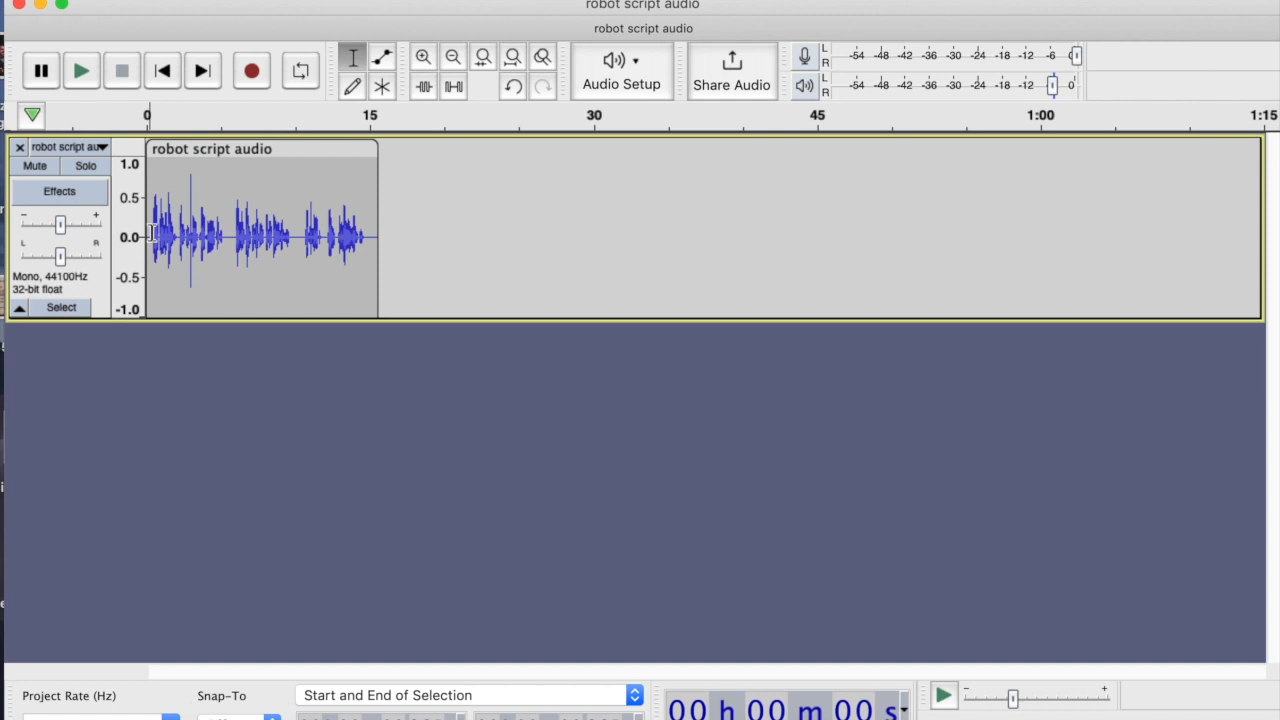 robot script audio
robot script audio
Audio Setup
Share Audio
L
R
-54 -48 -42 -36 -30 -24 -18 -12 -6 0
L
R
-54 -48 -42 -36 -30 -24 -18 -12 0
0 15 30 45 1:00 1:15
robot script au
robot script audio
Mute Solo
Effects
- +
L R
Mono, 44100Hz
32-bit float
Select
1.0
0.5
0.0
-0.5
-1.0
Project Rate (Hz)
Snap-To
Start and End of Selection
00 h 00 m 00 s
- +